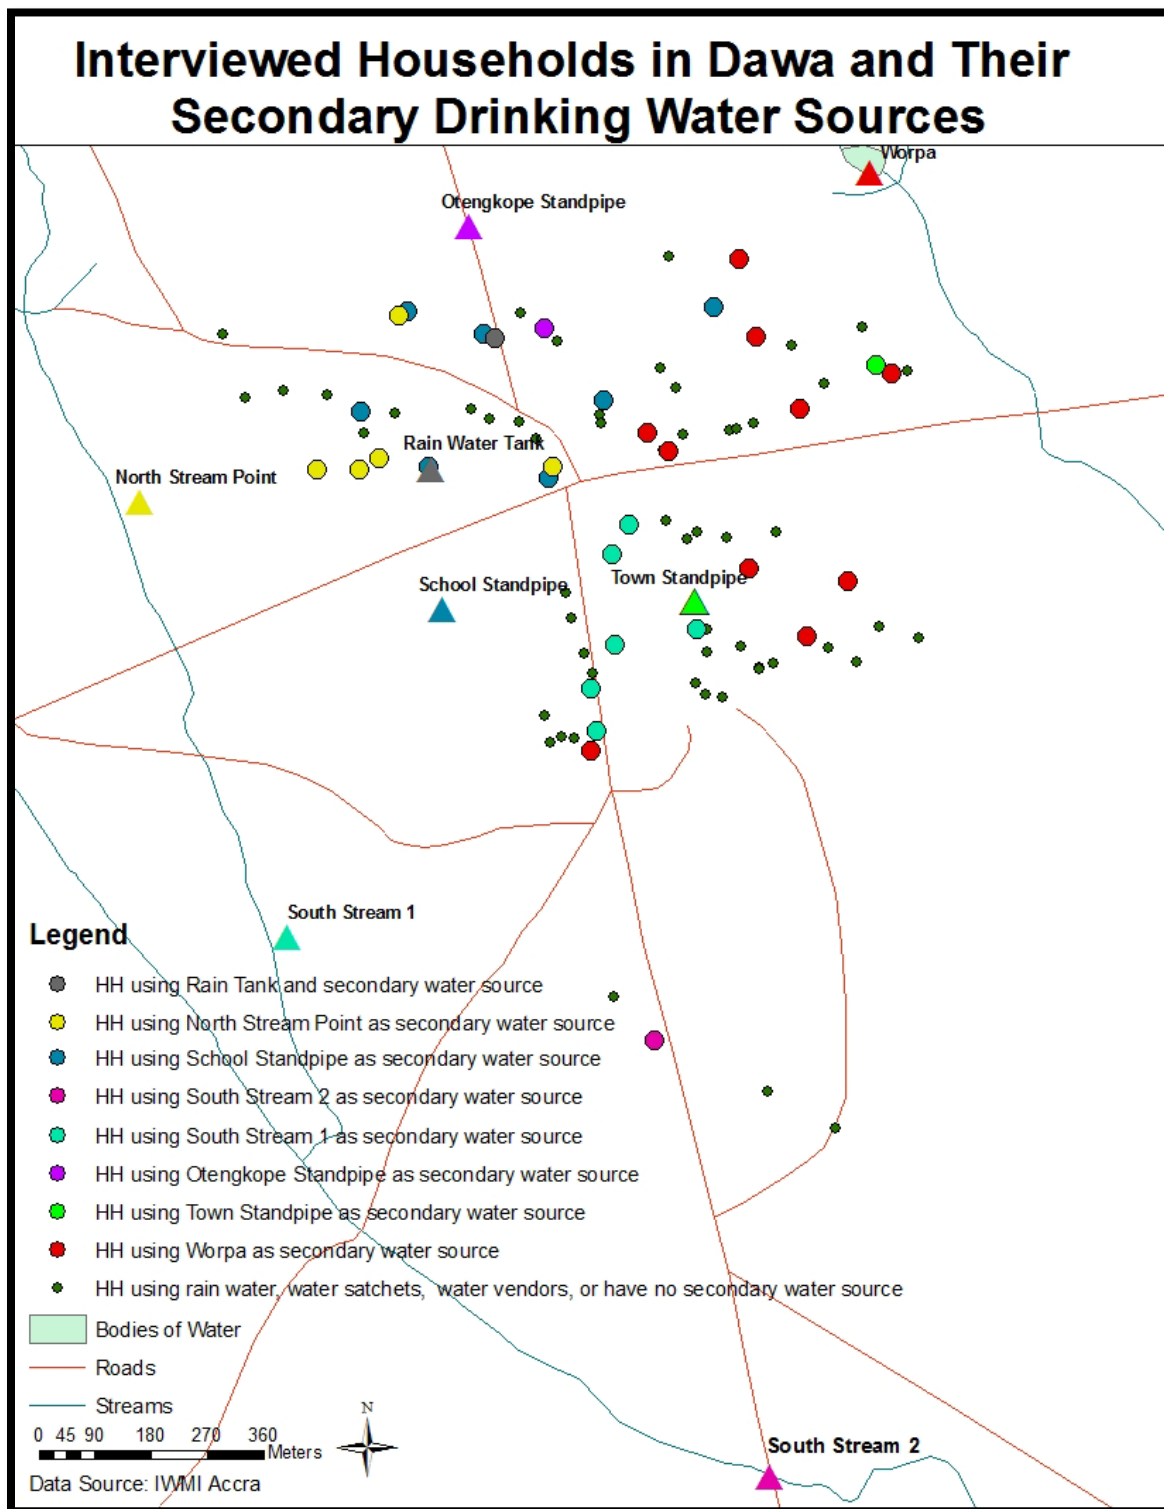 Interviewed Households in Dawa and Their
Secondary Drinking Water Sources
Worpa
Otengkope Standpipe
Rain Water Tank
North Stream Point
School Standpipe
Town Standpipe
South Stream 1
Legend
HH using Rain Tank and secondary water source
HH using North Stream Point as secondary water source
HH using School Standpipe as secondary water source
HH using South Stream 2 as secondary water source
HH using South Stream 1 as secondary water source
HH using Otengkope Standpipe as secondary water source
HH using Town Standpipe as secondary water source
HH using Worpa as secondary water source
HH using rain water, water satchets, water vendors, or have no secondary water source
Bodies of Water
Roads
Streams
N
0 45 90 180 270 360
Meters
South Stream 2
Data Source: IWMI Accra